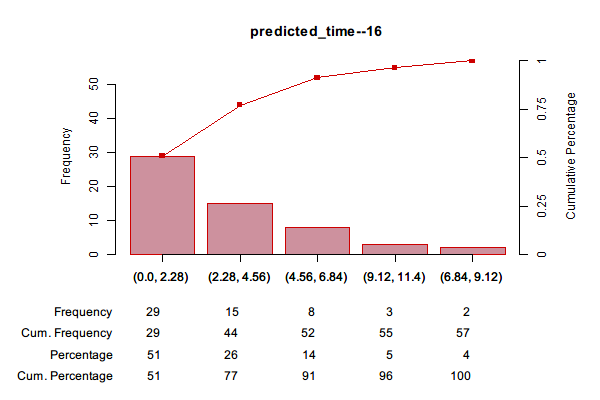 predicted_time--16
Frequency
0
10
20
30
40
50
Cumulative Percentage
0
0.25
0.5
0.75
1
(0.0, 2.28) (2.28, 4.56) (4.56, 6.84) (9.12, 11.4) (6.84, 9.12)
Frequency 29 15 8 3 2
Cum. Frequency 29 44 52 55 57
Percentage 51 26 14 5 4
Cum. Percentage 51 77 91 96 100